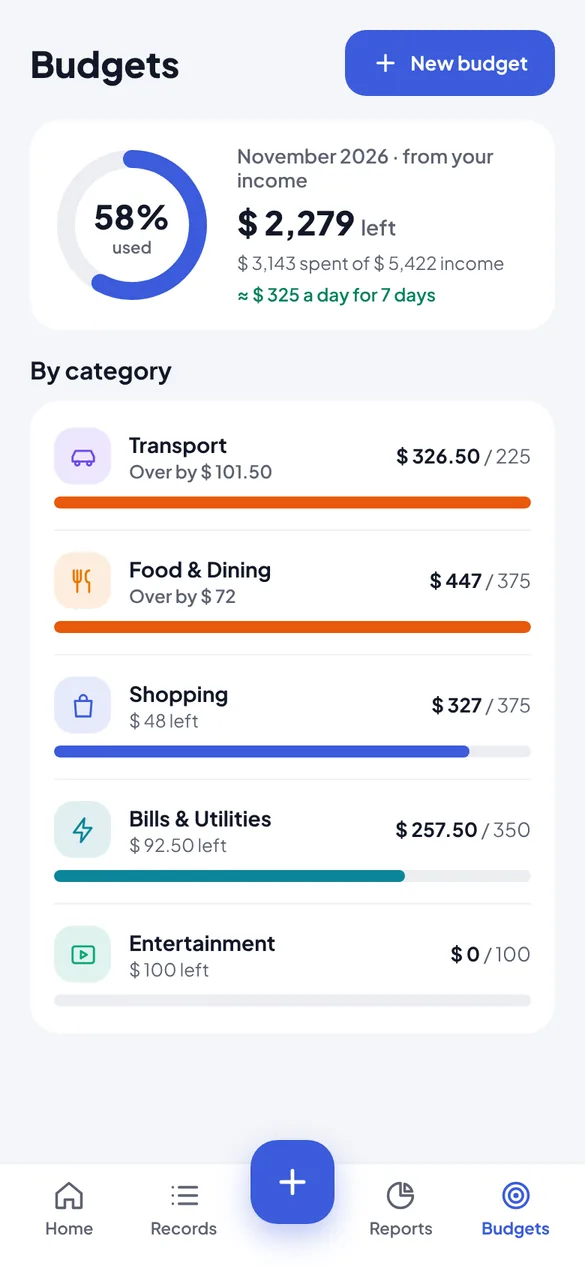 Budgets
New budget
November 2026 · from your
income
58%
used
$ 2,279 left
$ 3,143 spent of $ 5,422 income
≈ $ 325 a day for 7 days
By category
Transport
Over by $ 101.50
$ 326.50 / 225
Food & Dining
Over by $ 72
$ 447 / 375
Shopping
$ 48 left
$ 327 / 375
Bills & Utilities
$ 92.50 left
$ 257.50 / 350
Entertainment
$ 100 left
$ 0 / 100
Home
Records
Reports
Budgets